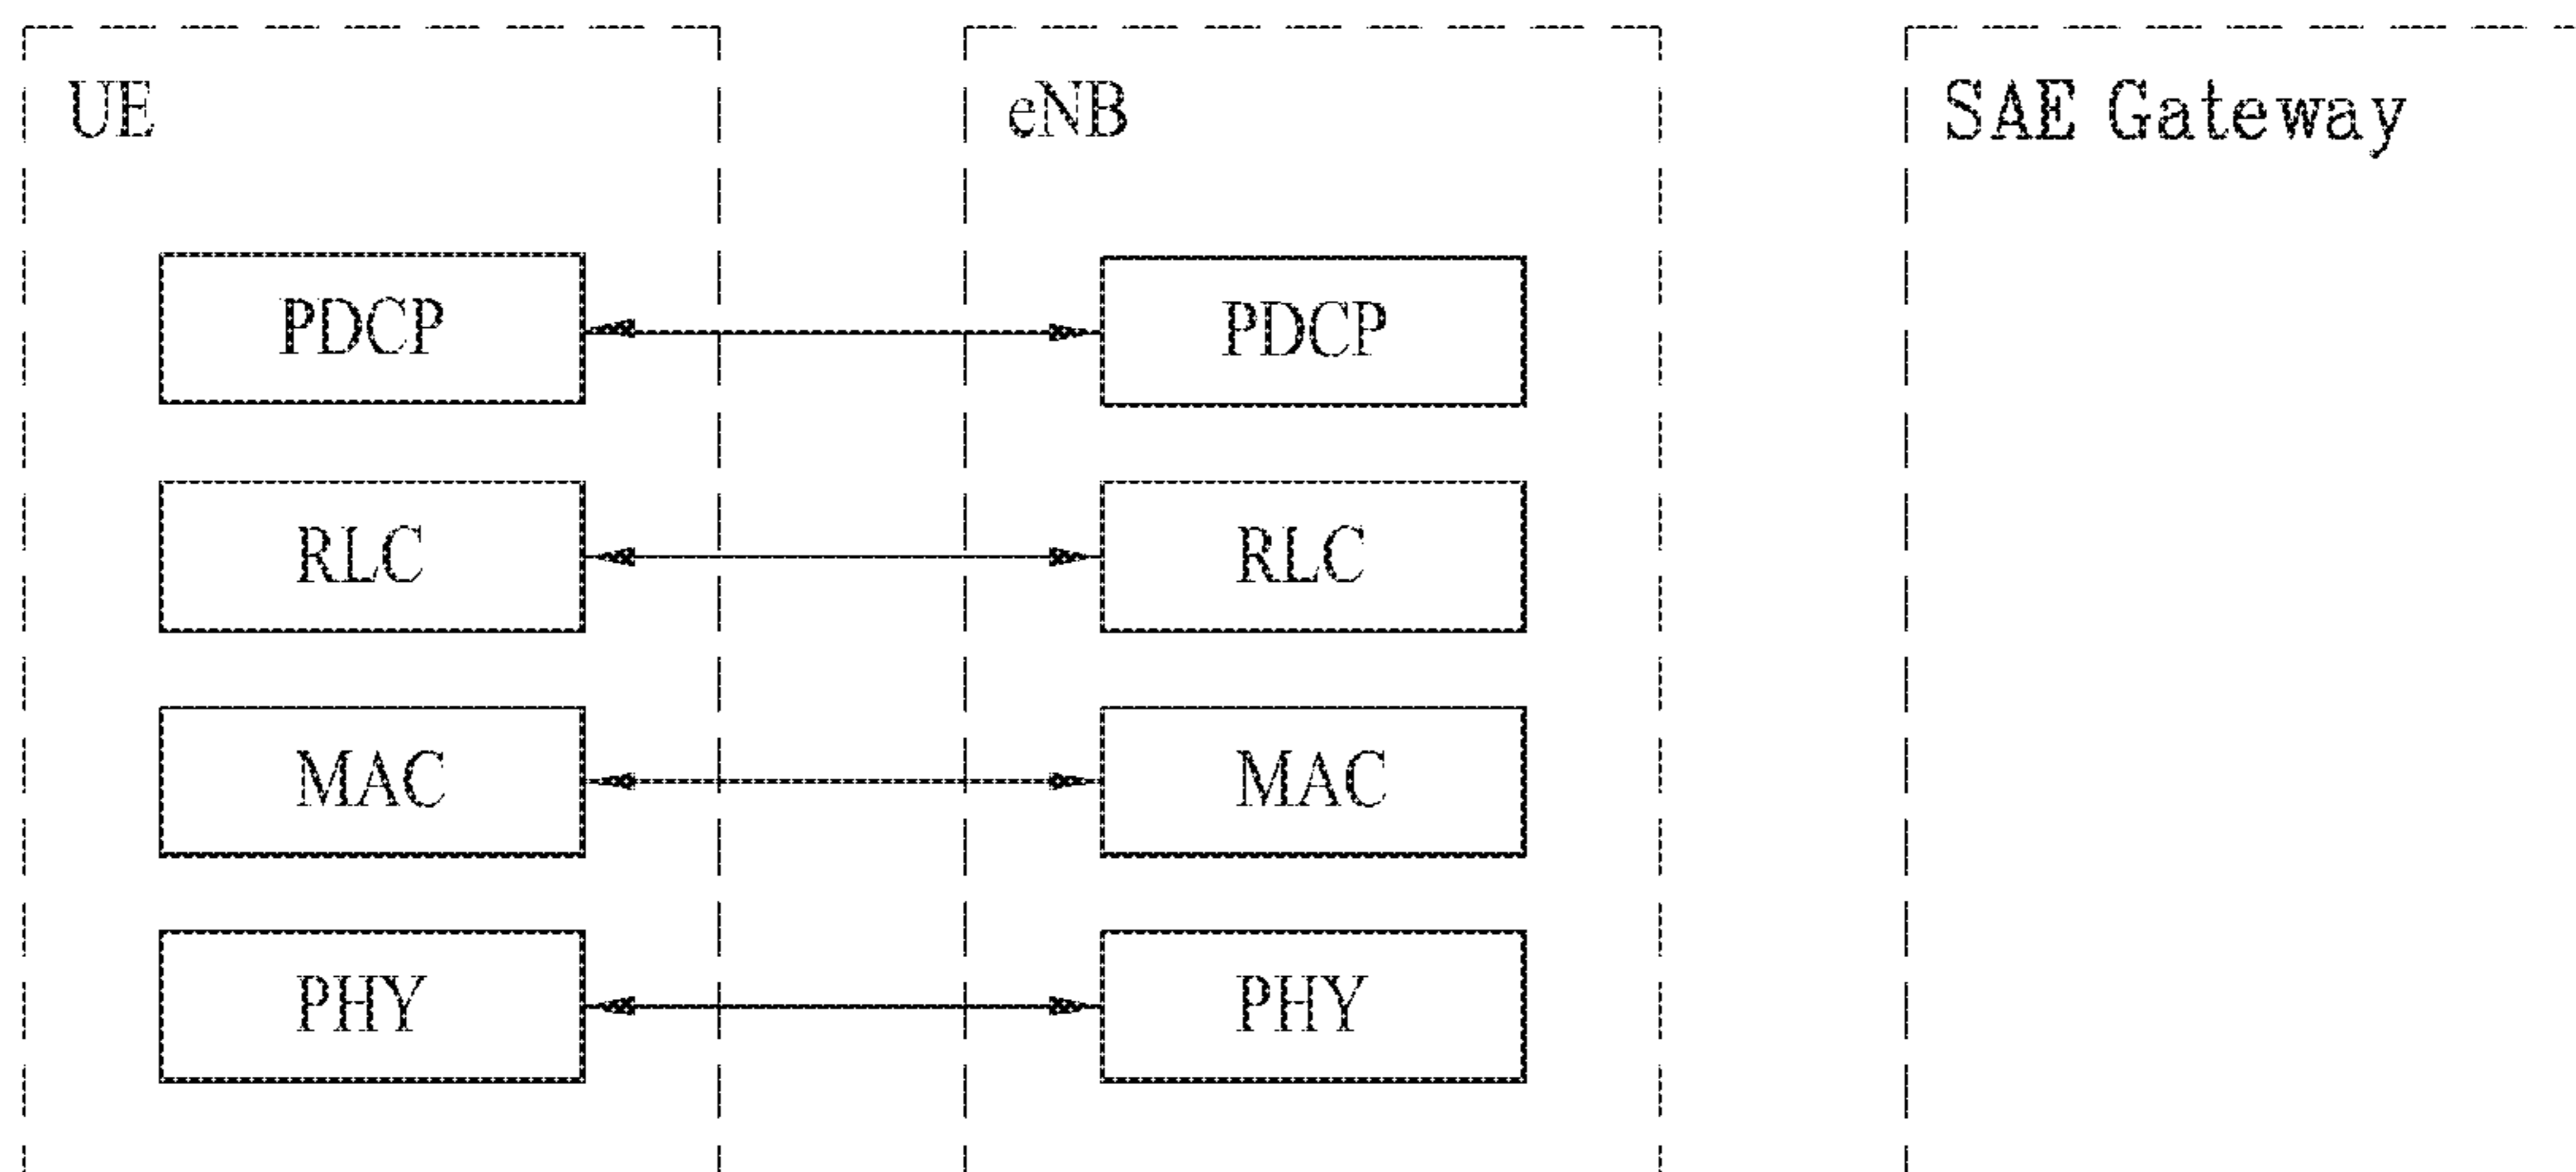 UE
eNB
SAE Gateway
PDCP
PDCP
RLC
RLC
MAC
MAC
PHY
PHY